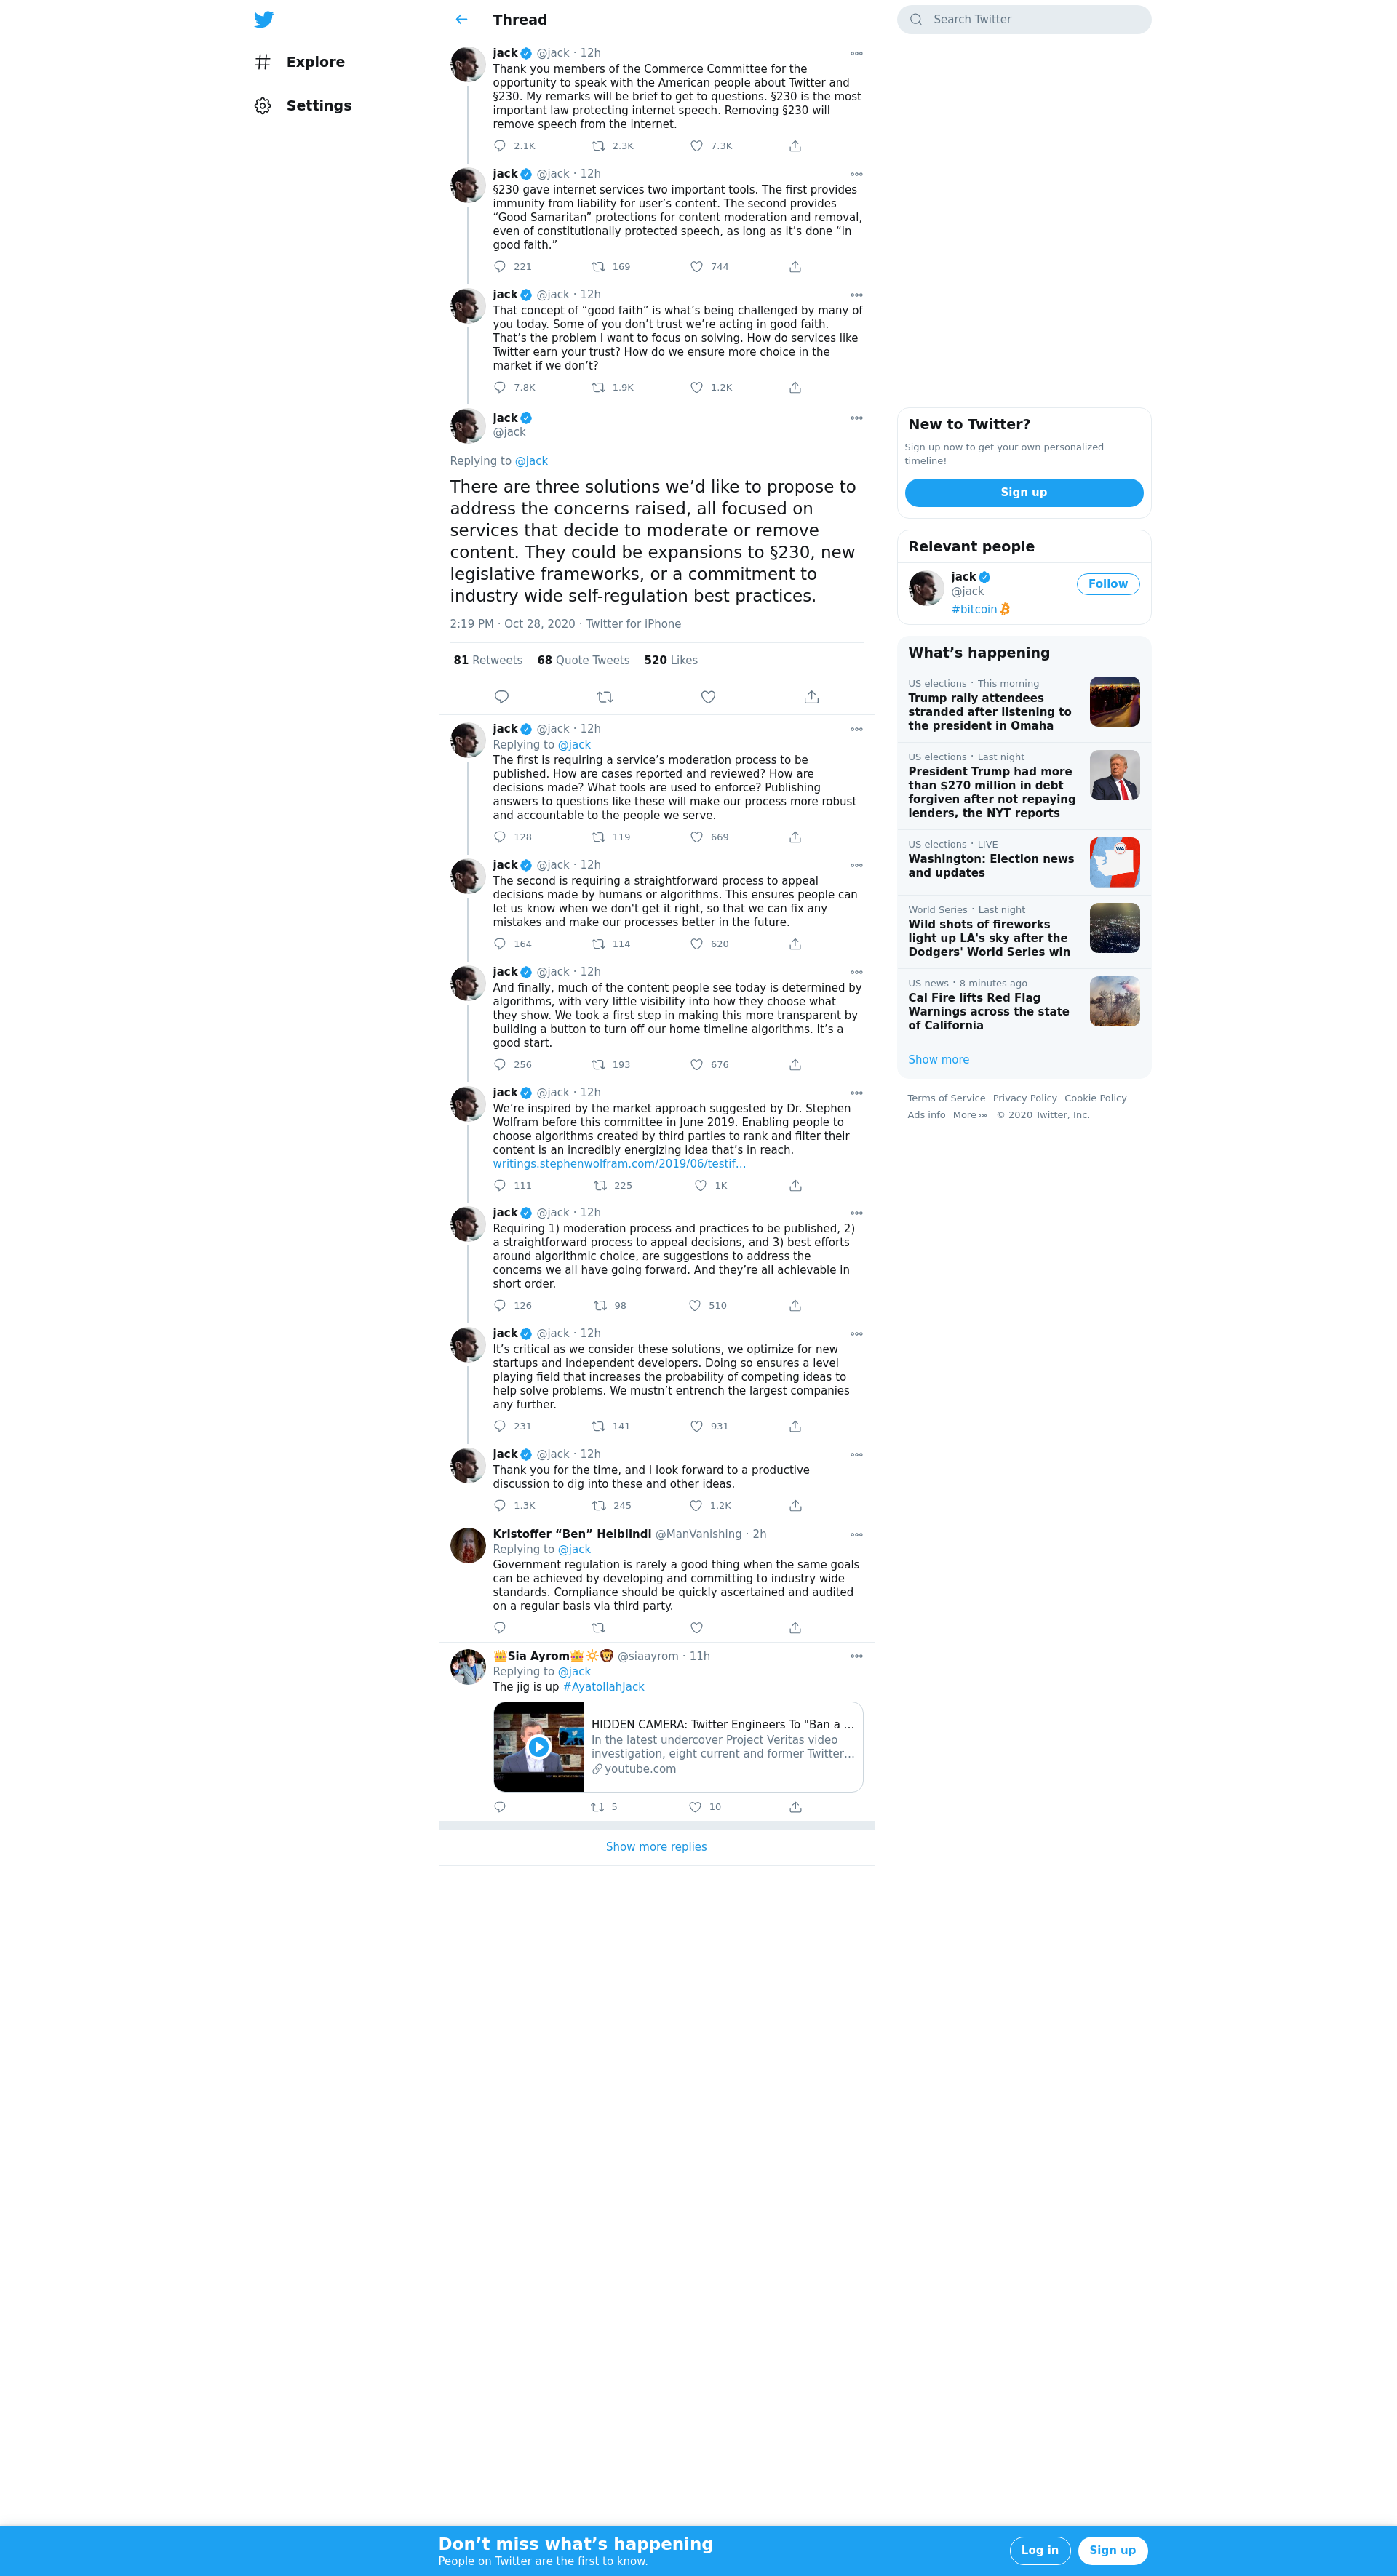 Explore
Settings
Thread
jack @jack · 12h
Thank you members of the Commerce Committee for the
opportunity to speak with the American people about Twitter and
§230. My remarks will be brief to get to questions. §230 is the most
important law protecting internet speech. Removing §230 will
remove speech from the internet.
2.1K 2.3K 7.3K
jack @jack · 12h
§230 gave internet services two important tools. The first provides
immunity from liability for user’s content. The second provides
“Good Samaritan” protections for content moderation and removal,
even of constitutionally protected speech, as long as it’s done “in
good faith.”
221 169 744
jack @jack · 12h
That concept of “good faith” is what’s being challenged by many of
you today. Some of you don’t trust we’re acting in good faith.
That’s the problem I want to focus on solving. How do services like
Twitter earn your trust? How do we ensure more choice in the
market if we don’t?
7.8K 1.9K 1.2K
jack
@jack
Replying to @jack
There are three solutions we’d like to propose to
address the concerns raised, all focused on
services that decide to moderate or remove
content. They could be expansions to §230, new
legislative frameworks, or a commitment to
industry wide self-regulation best practices.
2:19 PM · Oct 28, 2020 · Twitter for iPhone
81 Retweets 68 Quote Tweets 520 Likes
jack @jack · 12h
Replying to @jack
The first is requiring a service’s moderation process to be
published. How are cases reported and reviewed? How are
decisions made? What tools are used to enforce? Publishing
answers to questions like these will make our process more robust
and accountable to the people we serve.
128 119 669
jack @jack · 12h
The second is requiring a straightforward process to appeal
decisions made by humans or algorithms. This ensures people can
let us know when we don't get it right, so that we can fix any
mistakes and make our processes better in the future.
164 114 620
jack @jack · 12h
And finally, much of the content people see today is determined by
algorithms, with very little visibility into how they choose what
they show. We took a first step in making this more transparent by
building a button to turn off our home timeline algorithms. It’s a
good start.
256 193 676
jack @jack · 12h
We’re inspired by the market approach suggested by Dr. Stephen
Wolfram before this committee in June 2019. Enabling people to
choose algorithms created by third parties to rank and filter their
content is an incredibly energizing idea that’s in reach.
writings.stephenwolfram.com/2019/06/testif…
111 225 1K
jack @jack · 12h
Requiring 1) moderation process and practices to be published, 2)
a straightforward process to appeal decisions, and 3) best efforts
around algorithmic choice, are suggestions to address the
concerns we all have going forward. And they’re all achievable in
short order.
126 98 510
jack @jack · 12h
It’s critical as we consider these solutions, we optimize for new
startups and independent developers. Doing so ensures a level
playing field that increases the probability of competing ideas to
help solve problems. We mustn’t entrench the largest companies
any further.
231 141 931
jack @jack · 12h
Thank you for the time, and I look forward to a productive
discussion to dig into these and other ideas.
1.3K 245 1.2K
Kristoffer “Ben” Helblindi @ManVanishing · 2h
Replying to @jack
Government regulation is rarely a good thing when the same goals
can be achieved by developing and committing to industry wide
standards. Compliance should be quickly ascertained and audited
on a regular basis via third party.
Sia Ayrom @siaayrom · 11h
Replying to @jack
The jig is up #AyatollahJack
HIDDEN CAMERA: Twitter Engineers To "Ban a …
In the latest undercover Project Veritas video
investigation, eight current and former Twitter…
youtube.com
5 10
Show more replies
Search Twitter
New to Twitter?
Sign up now to get your own personalized
timeline!
Sign up
Relevant people
jack
@jack
Follow
#bitcoin
What’s happening
US elections · This morning
Trump rally attendees
stranded after listening to
the president in Omaha
US elections · Last night
President Trump had more
than $270 million in debt
forgiven after not repaying
lenders, the NYT reports
US elections · LIVE
Washington: Election news
and updates
WA
World Series · Last night
Wild shots of fireworks
light up LA's sky after the
Dodgers' World Series win
US news · 8 minutes ago
Cal Fire lifts Red Flag
Warnings across the state
of California
Show more
Terms of Service Privacy Policy Cookie Policy
Ads info More © 2020 Twitter, Inc.
Don’t miss what’s happening
People on Twitter are the first to know.
Log in
Sign up